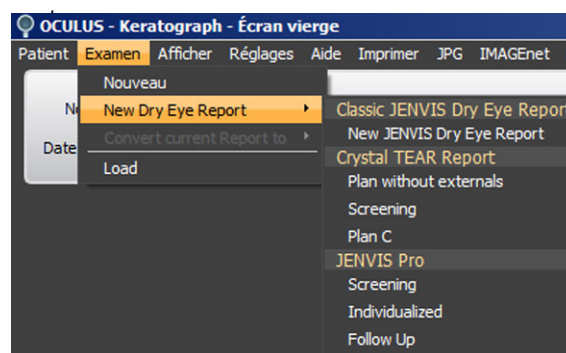 OCULUS - Keratograph - Écran vierge
Patient Examen Afficher Réglages Aide Imprimer JPG IMAGEnet
Nouveau
New Dry Eye Report
Classic JENVIS Dry Eye Repor
Convert current Report to
New JENVIS Dry Eye Report
Date
Load
Crystal TEAR Report
Plan without externals
Screening
Plan C
JENVIS Pro
Screening
Individualized
Follow Up